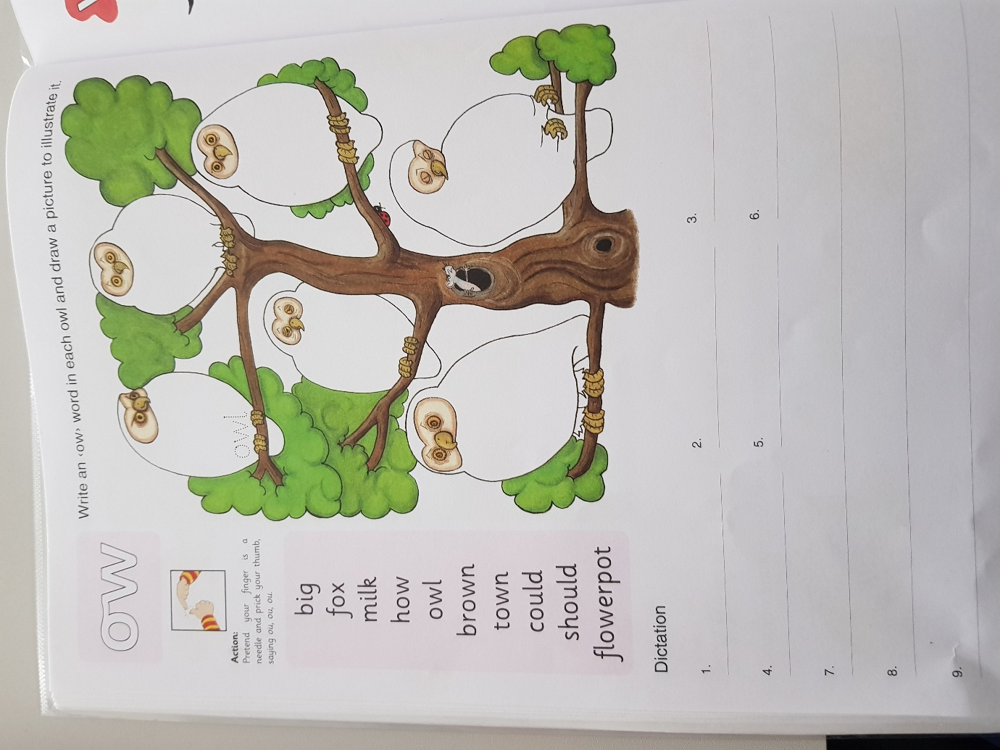 ow
Write an ‹ow› word in each owl and draw a picture to illustrate it.
Action:
Pretend your finger is a
needle and prick your thumb,
saying ou, ou, ou.
owl
big
fox
milk
how
owl
brown
town
could
should
flowerpot
Dictation
1.
2.
3.
4.
5.
6.
7.
8.
9.